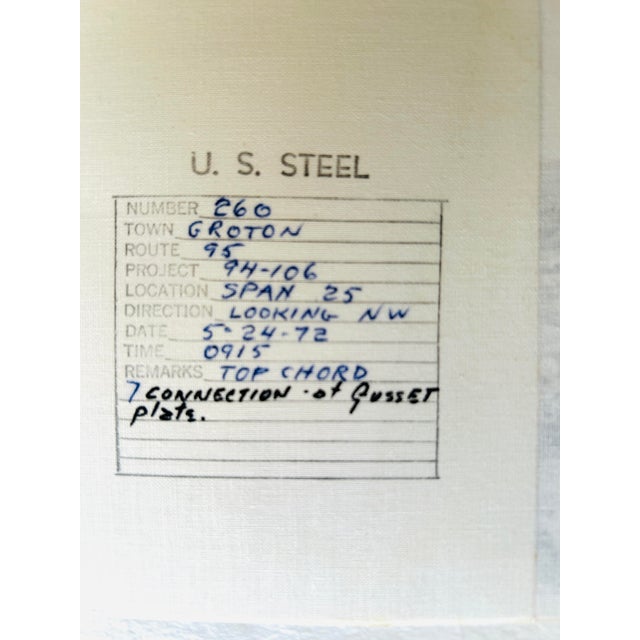 U. S. STEEL
NUMBER 260
TOWN GROTON
ROUTE 95
PROJECT 94-106
LOCATION SPAN 25
DIRECTION LOOKING NW
DATE 5-24-72
TIME 0915
REMARKS TOP CHORD
7 CONNECTION at GUSSET
plate.